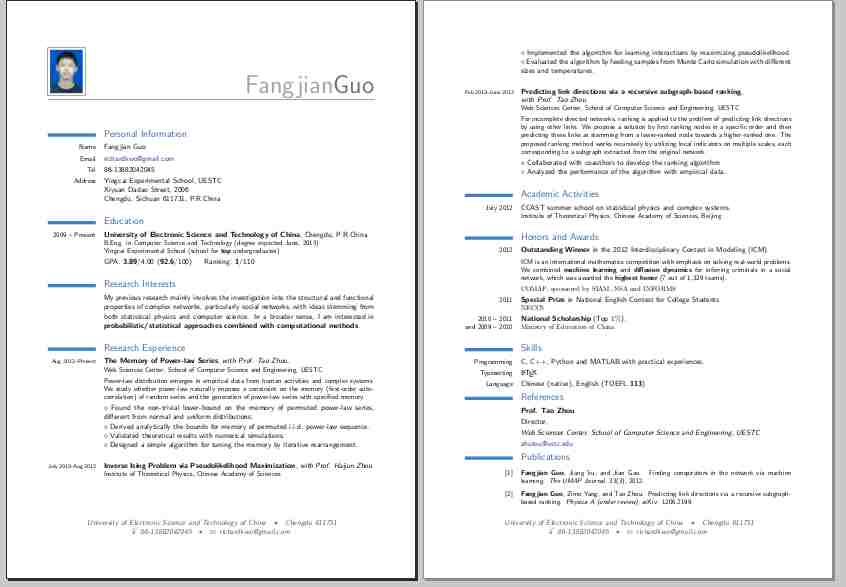 FangjianGuo
Personal Information
Name Fangjian Guo
Email richardkwo@gmail.com
Tel 86-13882042045
Address Yingcai Experimental School, UESTC
Xiyuan Dadao Street, 2006
Chengdu, Sichuan 611731, P.R.China
Education
2009 – Present University of Electronic Science and Technology of China, Chengdu, P R China
B.Eng. in Computer Science and Technology (degree expected June, 2013)
Yingcai Experimental School (school for top undergraduates)
GPA: 3.89/4.00 (92.6/100) Ranking: 1/110
Research Interests
My previous research mainly involves the investigation into the structural and functional
properties of complex networks, particularly social networks, with ideas stemming from
both statistical physics and computer science. In a broader sense, I am interested in
probabilistic/statistical approaches combined with computational methods.
Research Experience
Aug 2012–Present The Memory of Power-law Series, with Prof. Tao Zhou,
Web Sciences Center, School of Computer Science and Engineering, UESTC
Power-law distribution emerges in empirical data from human activities and complex systems.
We study whether power-law naturally imposes a constraint on the memory (first-order auto-
correlation) of random series and the generation of power-law series with specified memory.
○ Found the non-trivial lower-bound on the memory of permuted power-law series,
different from normal and uniform distributions;
○ Derived analytically the bounds for memory of permuted i.i.d. power-law sequence.
○ Validated theoretical results with numerical simulations.
○ Designed a simple algorithm for tuning the memory by iterative rearrangement.
July 2012–Aug 2012 Inverse Ising Problem via Pseudolikelihood Maximization, with Prof. Haijun Zhou
Institute of Theoretical Physics, Chinese Academy of Sciences
University of Electronic Science and Technology of China • Chengdu 611731
86-13882042045 • richardkwo@gmail.com
○ Implemented the algorithm for learning interactions by maximizing pseudolikelihood.
○ Evaluated the algorithm by feeding samples from Monte Carlo simulation with different
sizes and temperatures.
Feb 2012–June 2012 Predicting link directions via a recursive subgraph-based ranking,
with Prof. Tao Zhou
Web Sciences Center, School of Computer Science and Engineering, UESTC
For incomplete directed networks, ranking is applied to the problem of predicting link directions
by using other links. We propose a solution by first ranking nodes in a specific order and then
predicting these links as stemming from a lower-ranked node towards a higher-ranked one. The
proposed ranking method works recursively by utilizing local indicators on multiple scales, each
corresponding to a subgraph extracted from the original network.
○ Collaborated with coauthors to develop the ranking algorithm
○ Analyzed the performance of the algorithm with empirical data.
Academic Activities
July 2012 CCAST summer school on statistical physics and complex systems.
Institute of Theoretical Physics, Chinese Academy of Sciences, Beijing
Honors and Awards
2012 Outstanding Winner in the 2012 Interdisciplinary Contest in Modeling (ICM)
ICM is an international mathematics competition with emphasis on solving real-world problems.
We combined machine learning and diffusion dynamics for inferring criminals in a social
network, which was awarded the highest honor (7 out of 1,329 teams).
COMAP, sponsored by SIAM, NSA and INFORMS
2011 Special Prize in National English Contest for College Students
NECCS
2010 – 2011 National Scholarship (Top 1%).
and 2009 – 2010 Ministry of Education of China
Skills
Programming C, C++, Python and MATLAB with practical experiences.
Typesetting LATEX
Language Chinese (native), English (TOEFL 113)
References
Prof. Tao Zhou
Director,
Web Sciences Center, School of Computer Science and Engineering, UESTC
zhutou@ustc.edu
Publications
[1] Fangjian Guo, Jiang Su, and Jian Gao. Finding conspirators in the network via machine
learning. The UMAP Journal 33(3), 2012.
[2] Fangjian Guo, Zimo Yang, and Tao Zhou. Predicting link directions via a recursive subgraph-
based ranking. Physica A (under review), arXiv: 1206.2199.
University of Electronic Science and Technology of China • Chengdu 611731
86-13882042045 • richardkwo@gmail.com